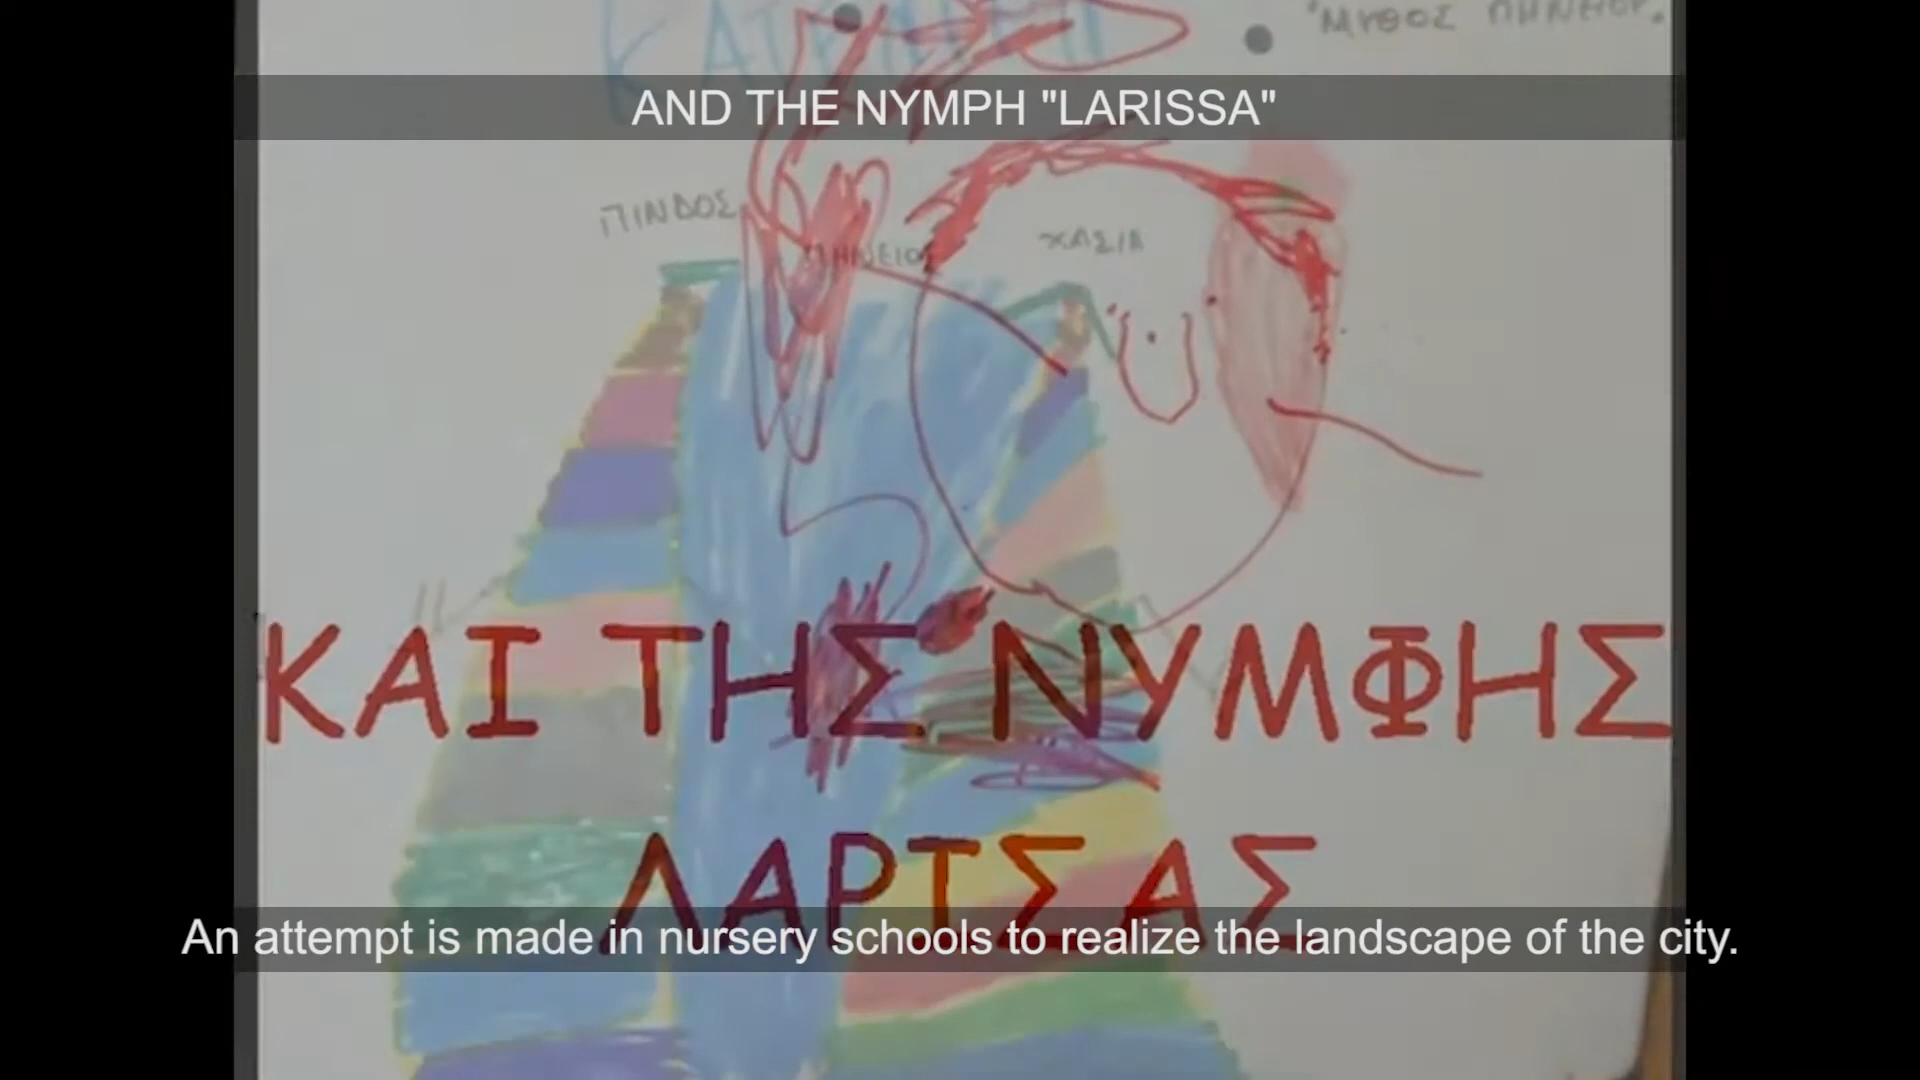 "ΜΥΘΟΣ ΠΗΝΕΙΟΥ.
AND THE NYMPH "LARISSA"
ΠΙΝΔΟΣ
ΠΗΝΕΙΟΣ
ΧΑΣΙΑ
ΚΑΙ ΤΗΣ ΝΥΜΦΗΣ
ΛΑΡΙΣΑΣ
An attempt is made in nursery schools to realize the landscape of the city.